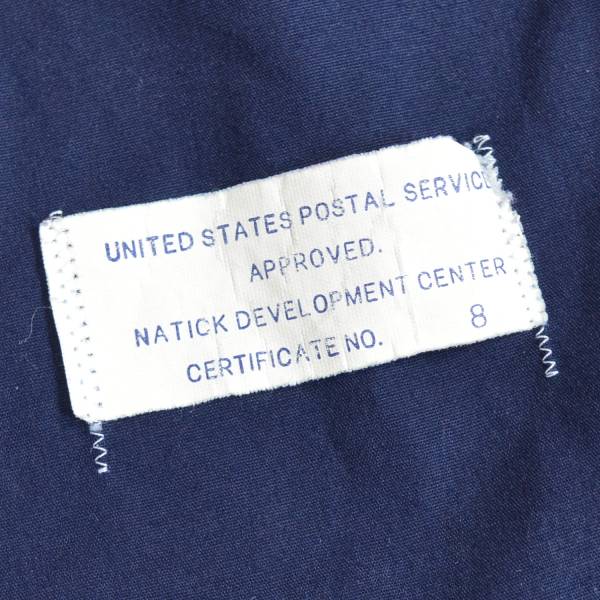 UNITED STATES POSTAL SERVICE
APPROVED.
NATICK DEVELOPMENT CENTER
CERTIFICATE NO. 8